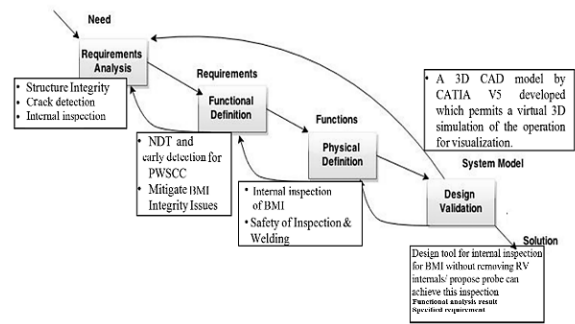 Need
Requirements
Analysis
• Structure Integrity
• Crack detection
• Internal inspection
Requirements
Functional
Definition
• NDT and
early detection for
PWSCC
• Mitigate BMI
Integrity Issues
Functions
Physical
Definition
• Internal inspection
of BMI
• Safety of Inspection &
Welding
• A 3D CAD model by
CATIA V5 developed
which permits a virtual 3D
simulation of the operation
for visualization.
System Model
Design
Validation
Solution
Design tool for internal inspection
for BMI without removing RV
internals/ propose probe can
achieve this inspection
Functional analysis result
Specified requirement